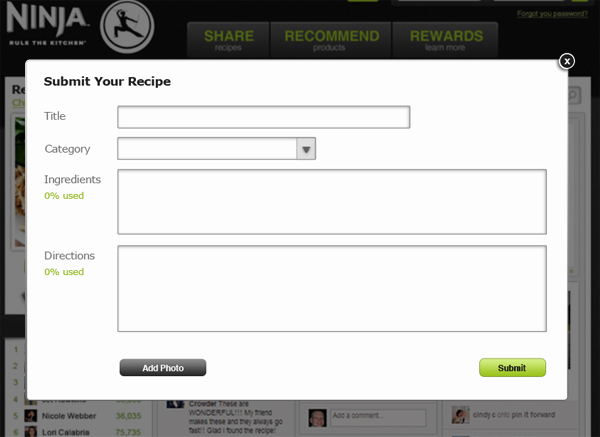 NINJA
RULE THE KITCHEN
Forgot you password?
SHARE
recipes
RECOMMEND
products
REWARDS
learn more
x
Submit Your Recipe
Title
Category
Ingredients
0% used
Directions
0% used
Add Photo
Submit
1
2
3
4
5 Nicole Webber 36,035
6 Lori Calabria 75,735
Crowder These are
WONDERFUL!!! My friend
makes these and they always
go fast!! Glad i found the recipe!
Add a comment...
cindy c onto pin it forward